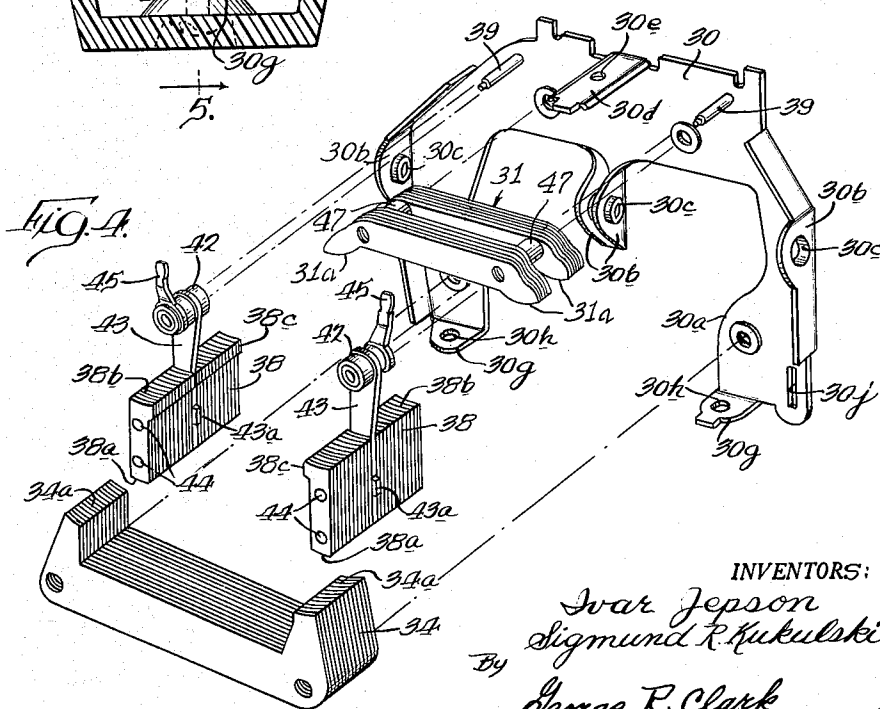 30g
5.
Fig. 4.
39
30e
30
30d
39
30b
30c
31
47
30c
30b
30c
47
31a
30b
42
45
31a
45
30a
43
38c
30h
30g
38b
38
42
38b
30h
30j
43
38
30g
43a
38a
44
38c
34a
44
43a
38a
34a
34
INVENTORS:
Ivar Jepson
Sigmund R. Kukulski
By
George R. Clark